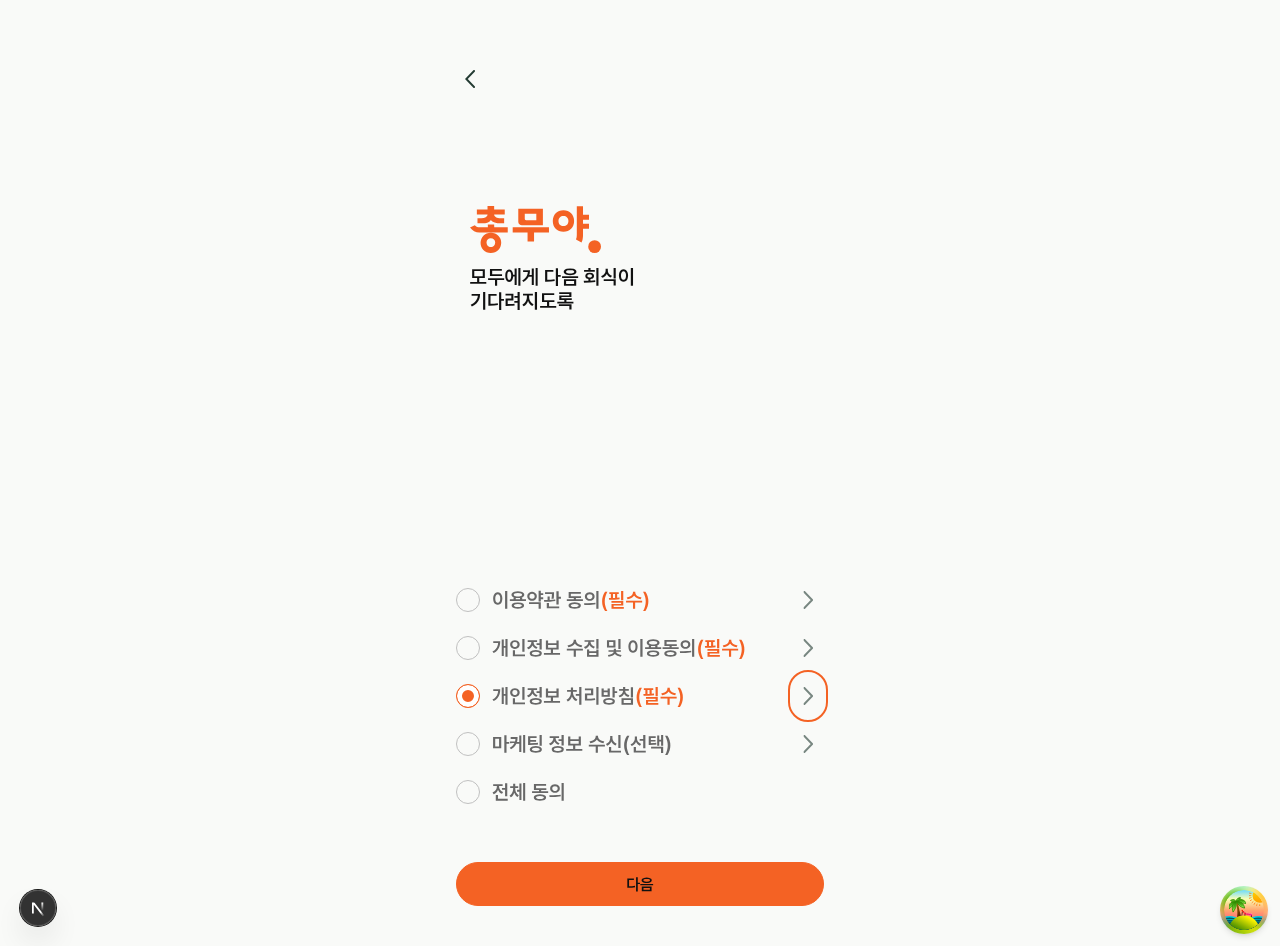 총무야.
모두에게 다음 회식이
기다려지도록
이용약관 동의(필수)
개인정보 수집 및 이용동의(필수)
개인정보 처리방침(필수)
마케팅 정보 수신(선택)
전체 동의
다음
N